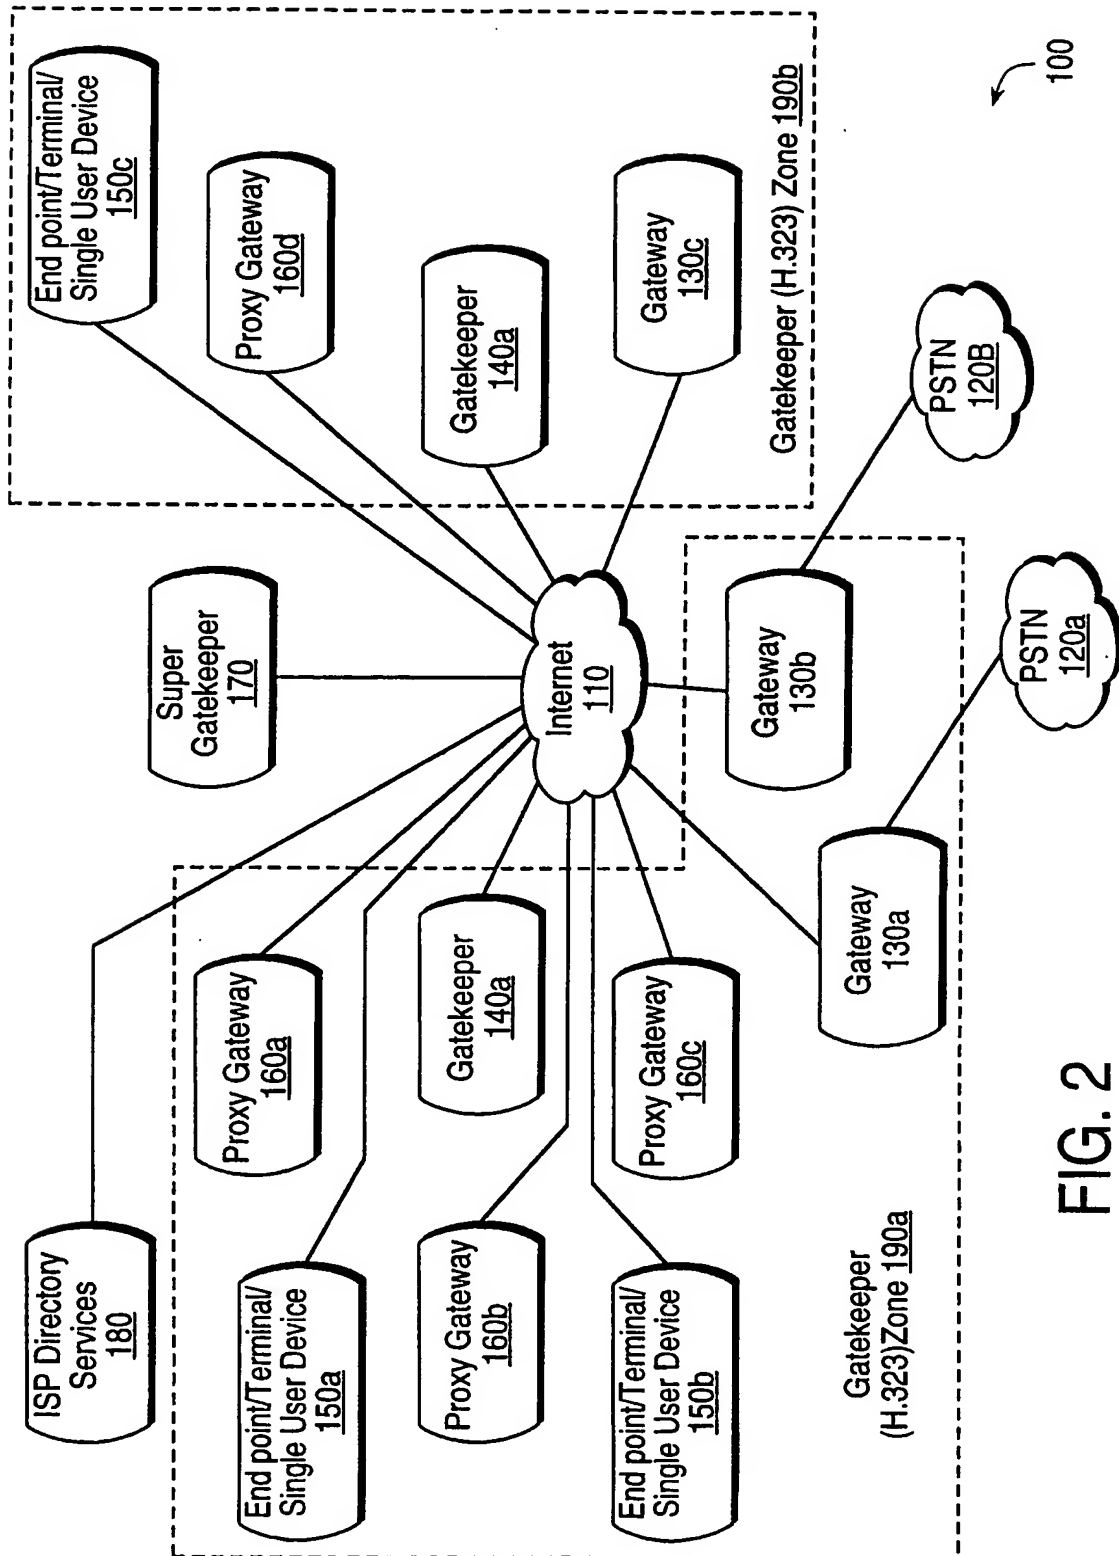 ISP Directory
Services
180
Super
Gatekeeper
170
End point/Terminal/
Single User Device
150c
Proxy Gateway
160a
Proxy Gateway
160d
End point/Terminal/
Single User Device
150a
Proxy Gateway
160b
Gatekeeper
140a
Internet
110
Gatekeeper
140a
End point/Terminal/
Single User Device
150b
Proxy Gateway
160c
Gateway
130c
Gateway
130b
Gatekeeper (H.323) Zone 190b
Gatekeeper
(H.323)Zone 190a
Gateway
130a
PSTN
120B
PSTN
120a
100
FIG. 2